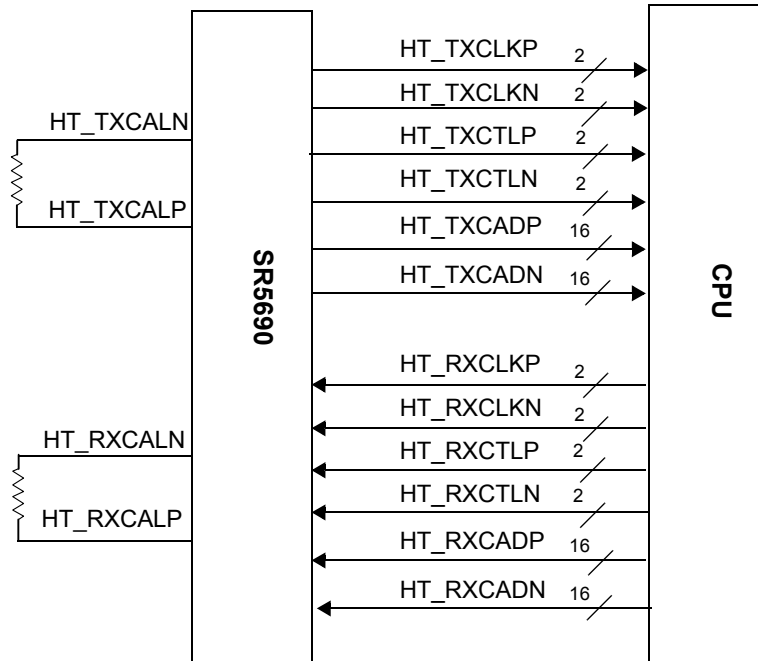 HT_TXCLKP 2
HT_TXCLKN 2
HT_TXCALN
HT_TXCTLP 2
HT_TXCTLN 2
HT_TXCALP
HT_TXCADP 16
HT_TXCADN 16
SR5690
CPU
HT_RXCLKP 2
HT_RXCLKN 2
HT_RXCALN
HT_RXCTLP 2
HT_RXCTLN 2
HT_RXCALP
HT_RXCADP 16
HT_RXCADN 16